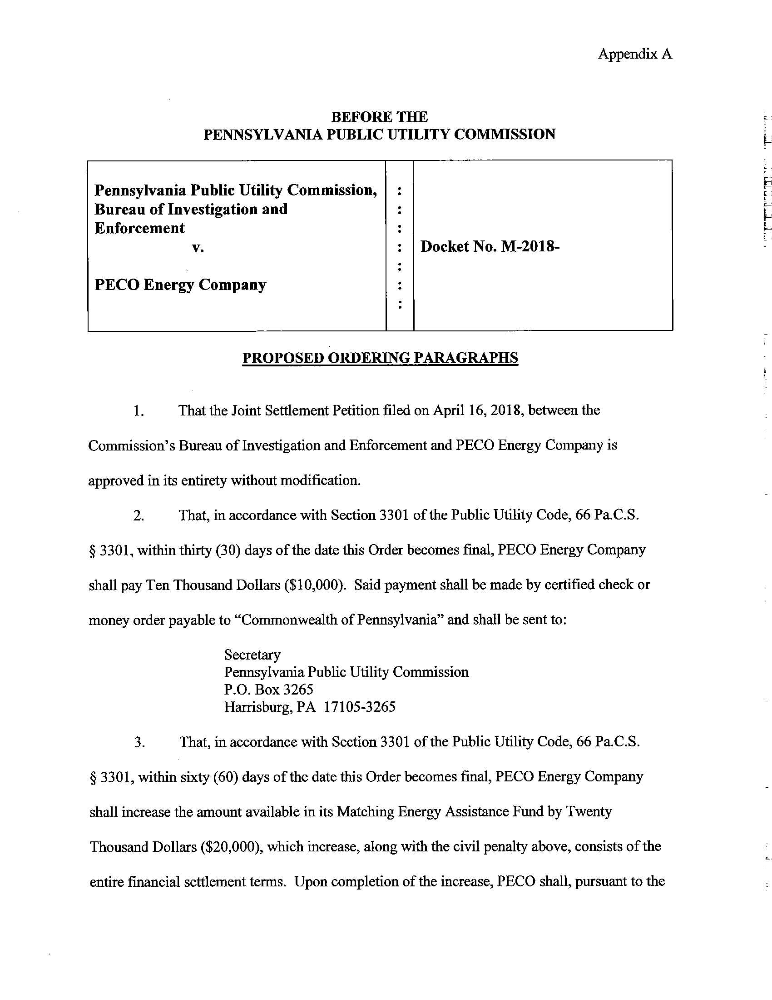 Appendix A
BEFORE THE
PENNSYLVANIA PUBLIC UTILITY COMMISSION
Pennsylvania Public Utility Commission, :
Bureau of Investigation and :
Enforcement :
v. : Docket No. M-2018-
:
PECO Energy Company :
:
PROPOSED ORDERING PARAGRAPHS
1. That the Joint Settlement Petition filed on April 16, 2018, between the
Commission’s Bureau of Investigation and Enforcement and PECO Energy Company is
approved in its entirety without modification.
2. That, in accordance with Section 3301 of the Public Utility Code, 66 Pa.C.S.
§ 3301, within thirty (30) days of the date this Order becomes final, PECO Energy Company
shall pay Ten Thousand Dollars ($10,000). Said payment shall be made by certified check or
money order payable to “Commonwealth of Pennsylvania” and shall be sent to:
Secretary
Pennsylvania Public Utility Commission
P.O. Box 3265
Harrisburg, PA 17105-3265
3. That, in accordance with Section 3301 of the Public Utility Code, 66 Pa.C.S.
§ 3301, within sixty (60) days of the date this Order becomes final, PECO Energy Company
shall increase the amount available in its Matching Energy Assistance Fund by Twenty
Thousand Dollars ($20,000), which increase, along with the civil penalty above, consists of the
entire financial settlement terms. Upon completion of the increase, PECO shall, pursuant to the